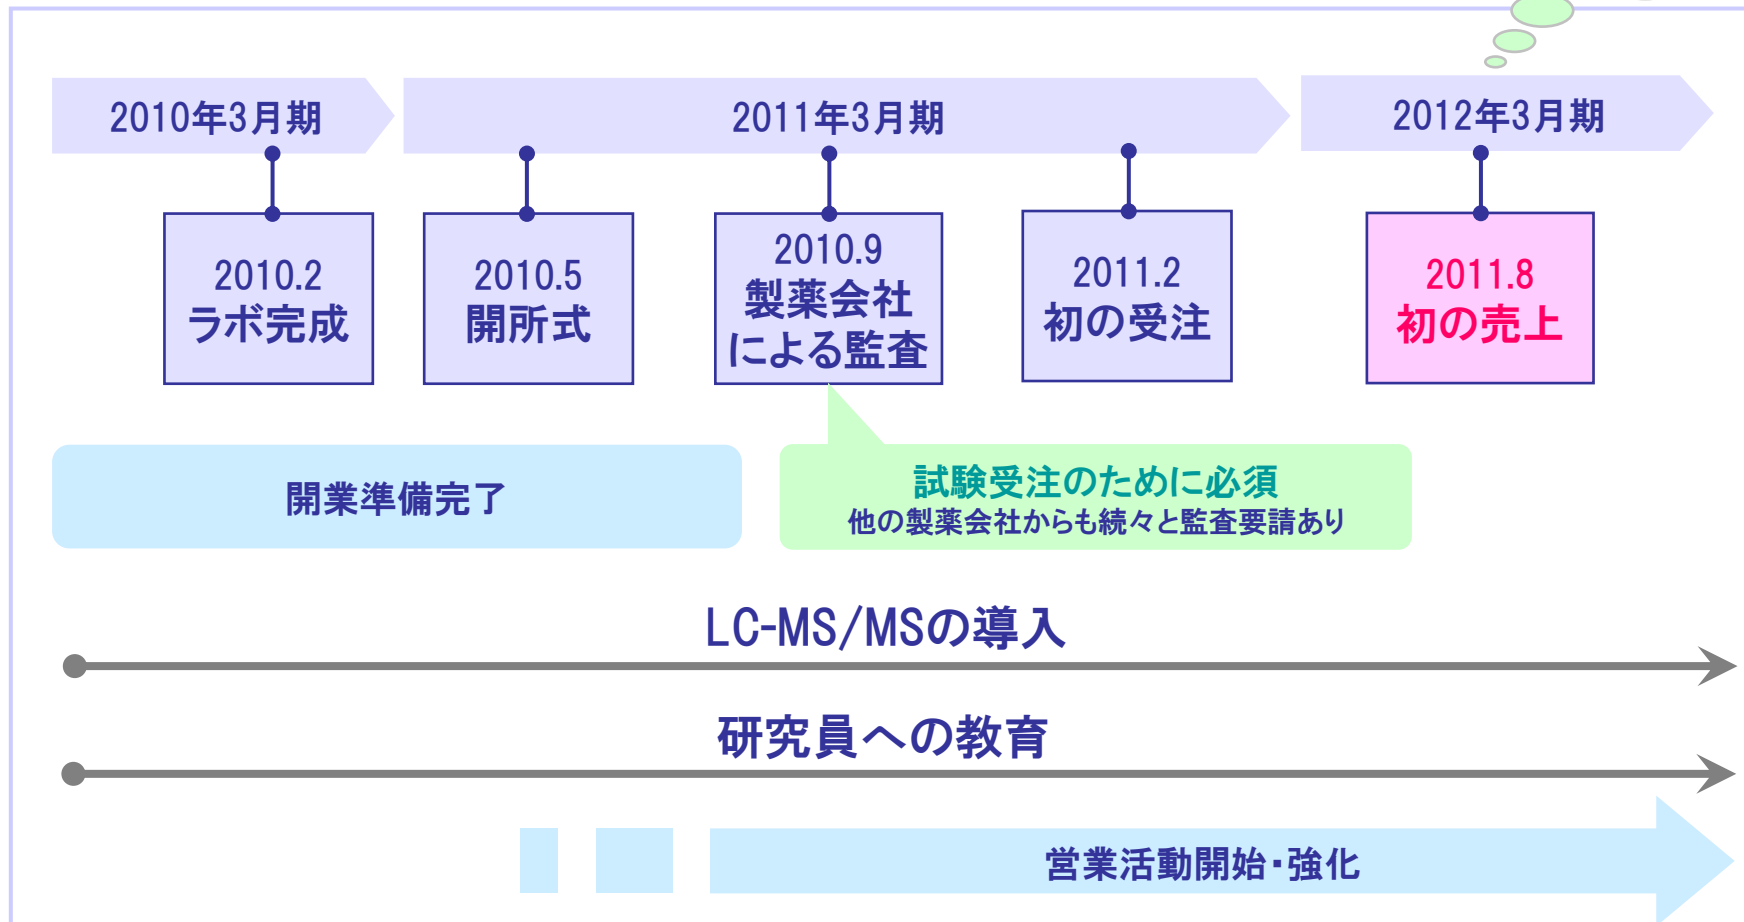 2010年3月期
2011年3月期
2012年3月期
2010.2
ラボ完成
2010.5
開所式
2010.9
製薬会社
による監査
2011.2
初の受注
2011.8
初の売上
開業準備完了
試験受注のために必須
他の製薬会社からも続々と監査要請あり
LC-MS/MSの導入
研究員への教育
営業活動開始・強化